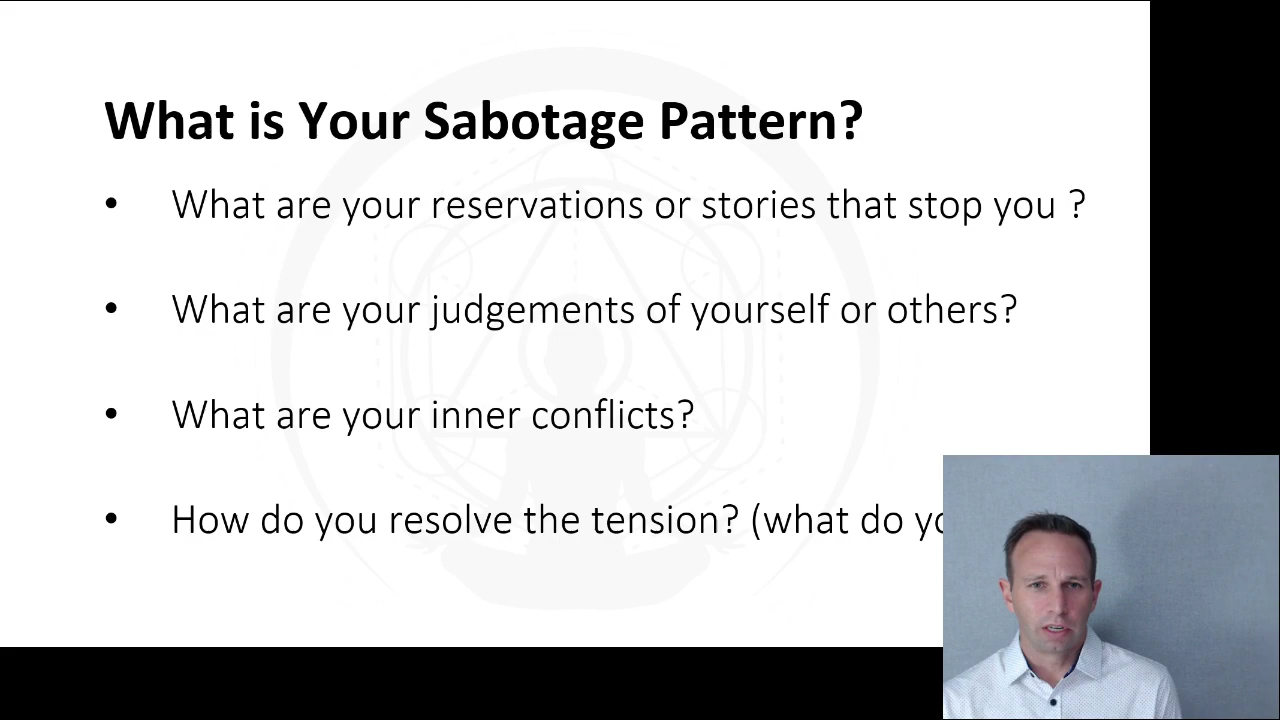 What is Your Sabotage Pattern?
• What are your reservations or stories that stop you ?
• What are your judgements of yourself or others?
• What are your inner conflicts?
• How do you resolve the tension? (what do